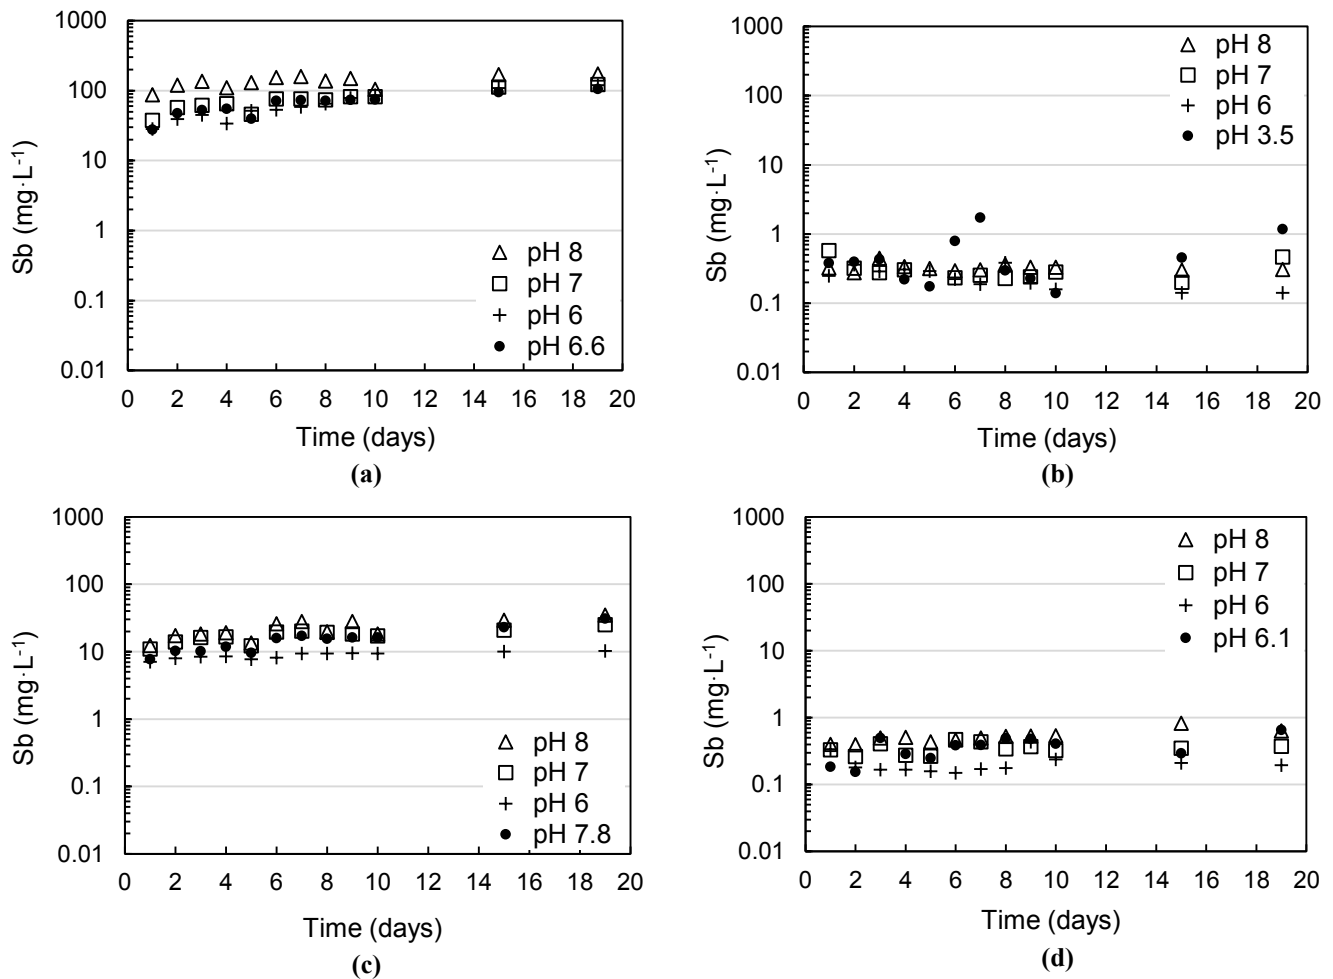 1000
100
10
1
0.1
0.01
Sb (mg·L⁻¹)
pH 8
pH 7
pH 6
pH 6.6
0 2 4 6 8 10 12 14 16 18 20
Time (days)
(a)
1000
100
10
1
0.1
0.01
Sb (mg·L⁻¹)
pH 8
pH 7
pH 6
pH 3.5
0 2 4 6 8 10 12 14 16 18 20
Time (days)
(b)
1000
100
10
1
0.1
0.01
Sb (mg·L⁻¹)
pH 8
pH 7
pH 6
pH 7.8
0 2 4 6 8 10 12 14 16 18 20
Time (days)
(c)
1000
100
10
1
0.1
0.01
Sb (mg·L⁻¹)
pH 8
pH 7
pH 6
pH 6.1
0 2 4 6 8 10 12 14 16 18 20
Time (days)
(d)